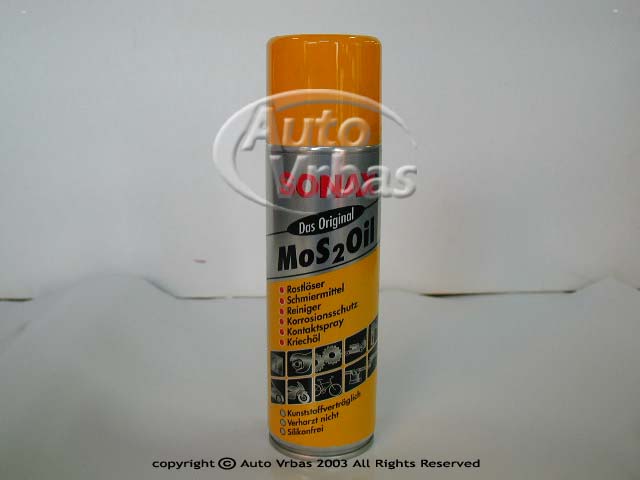 Auto
Vrbas
SONAX
Das Original
MoS2Oil
Rostlöser
Schmiermittel
Reiniger
Korrosionsschutz
Kontaktspray
Kriechöl
Kunststoffverträglich
Verharzt nicht
Silikonfrei
copyright © Auto Vrbas 2003 All Rights Reserved